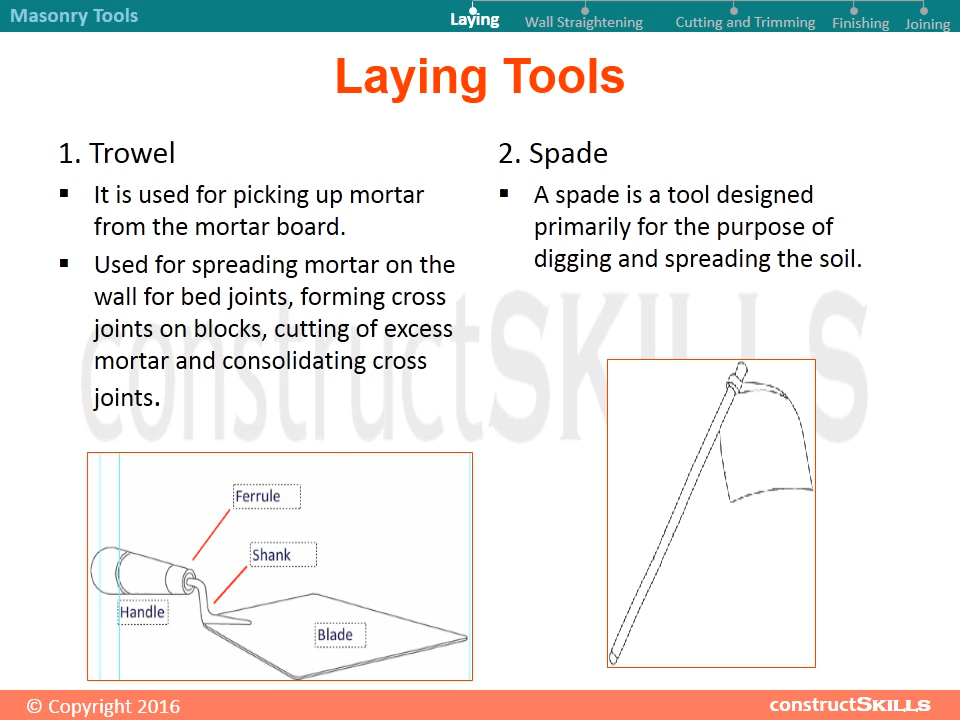 Masonry Tools
Laying
Wall Straightening
Cutting and Trimming
Finishing
Joining
Laying Tools
1. Trowel
▪ It is used for picking up mortar
from the mortar board.
▪ Used for spreading mortar on the
wall for bed joints, forming cross
joints on blocks, cutting of excess
mortar and consolidating cross
joints.
2. Spade
▪ A spade is a tool designed
primarily for the purpose of
digging and spreading the soil.
constructSKILLS
Ferrule
Shank
Handle
Blade
© Copyright 2016
constructSKILLS